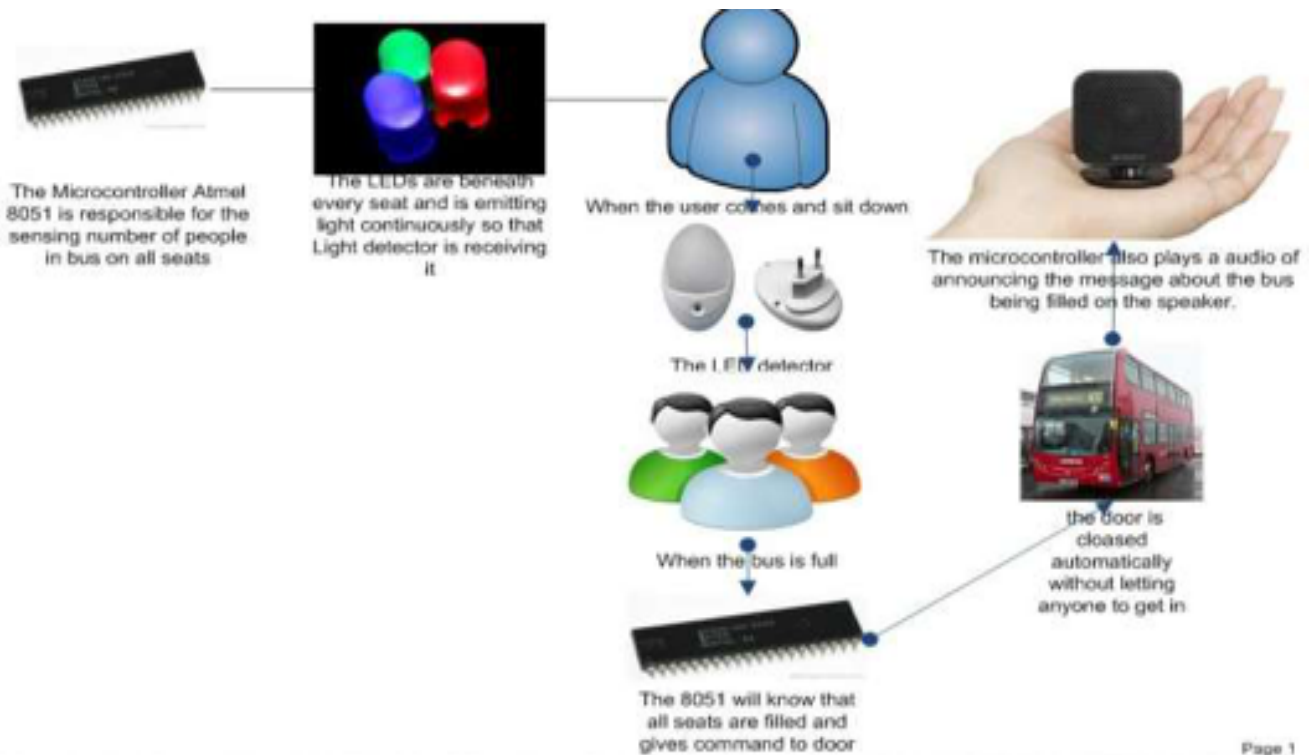 The Microcontroller Atmel
8051 is responsible for the
sensing number of people
in bus on all seats
The LEDs are beneath
every seat and is emitting
light continuously so that
Light detector is receiving
it
When the user comes and sit down
The LED detector
When the bus is full
The 8051 will know that
all seats are filled and
gives command to door
the door is
cloased
automatically
without letting
anyone to get in
The microcontroller also plays a audio of
announcing the message about the bus
being filled on the speaker.
Page 1